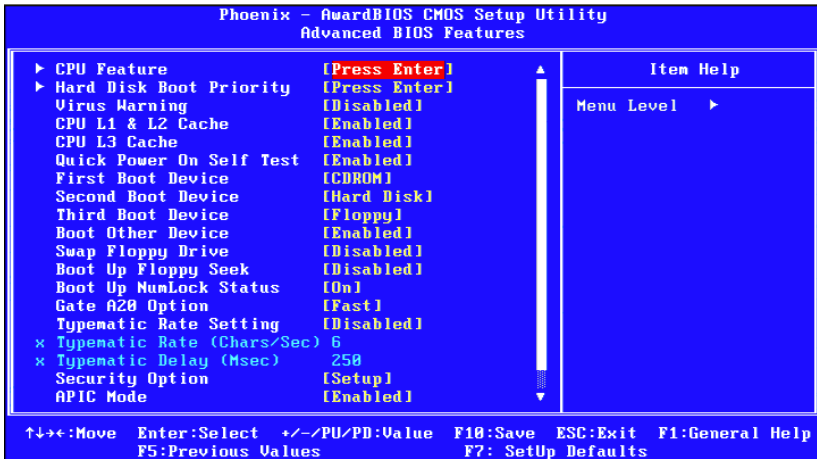 Phoenix - AwardBIOS CMOS Setup Utility
Advanced BIOS Features
▶ CPU Feature [Press Enter]
▶ Hard Disk Boot Priority [Press Enter]
Virus Warning [Disabled]
CPU L1 & L2 Cache [Enabled]
CPU L3 Cache [Enabled]
Quick Power On Self Test [Enabled]
First Boot Device [CDROM]
Second Boot Device [Hard Disk]
Third Boot Device [Floppy]
Boot Other Device [Enabled]
Swap Floppy Drive [Disabled]
Boot Up Floppy Seek [Disabled]
Boot Up NumLock Status [On]
Gate A20 Option [Fast]
Typematic Rate Setting [Disabled]
x Typematic Rate (Chars/Sec) 6
x Typematic Delay (Msec) 250
Security Option [Setup]
APIC Mode [Enabled]
Item Help
Menu Level ▶
↑↓→←:Move Enter:Select +/-/PU/PD:Value F10:Save ESC:Exit F1:General Help
F5:Previous Values F7: SetUp Defaults